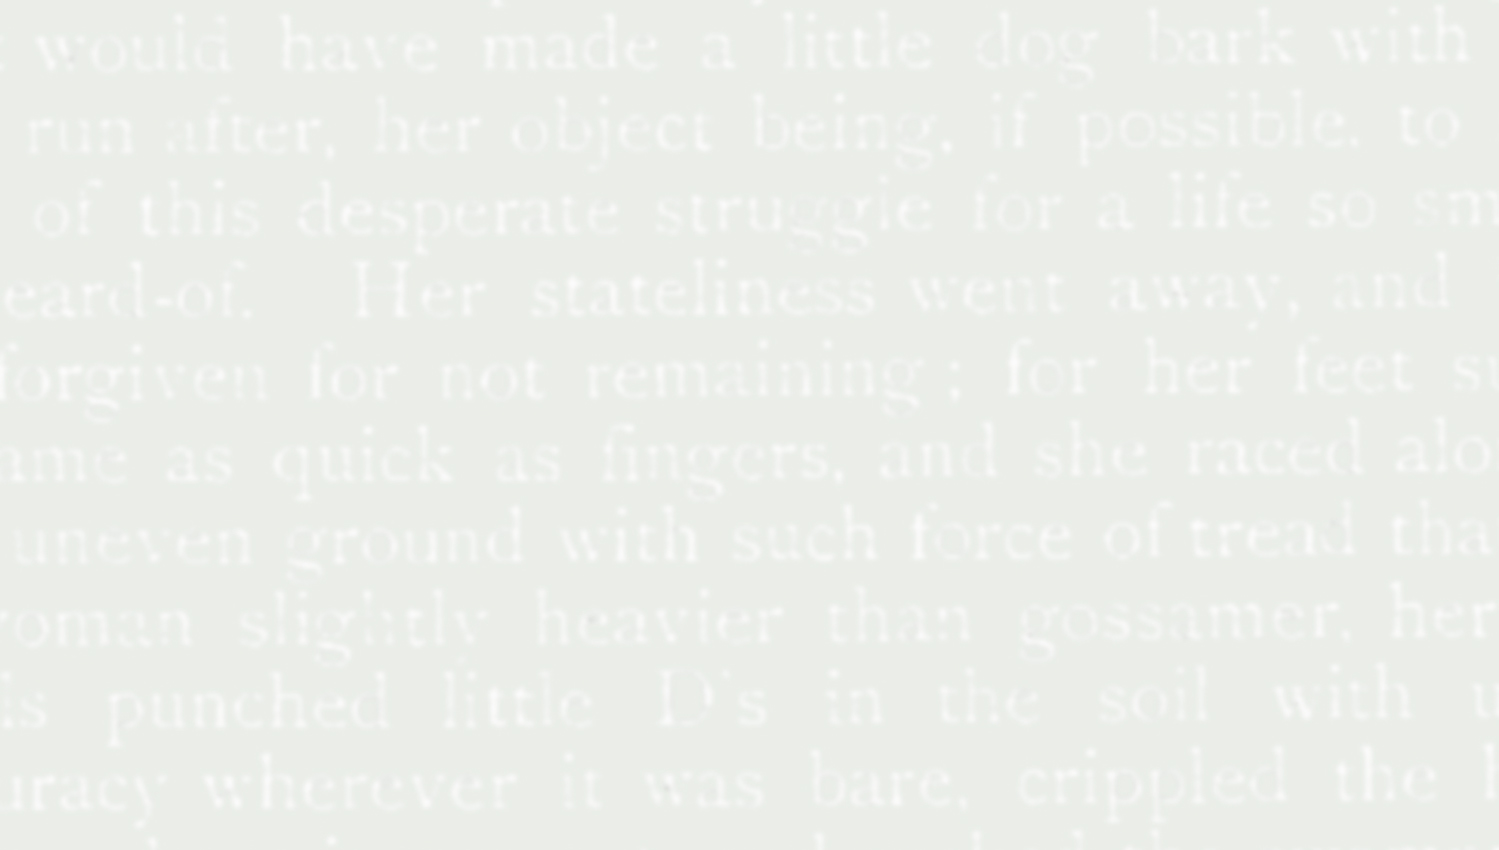 would have made a little dog bark with
run after, her object being, if possible, to
of this desperate struggle for a life so sm
eard-of. Her stateliness went away, and
forgiven for not remaining; for her feet su
ame as quick as fingers, and she raced alo
uneven ground with such force of tread tha
oman slightly heavier than gossamer, her
is punched little D's in the soil with u
uracy wherever it was bare, crippled the h